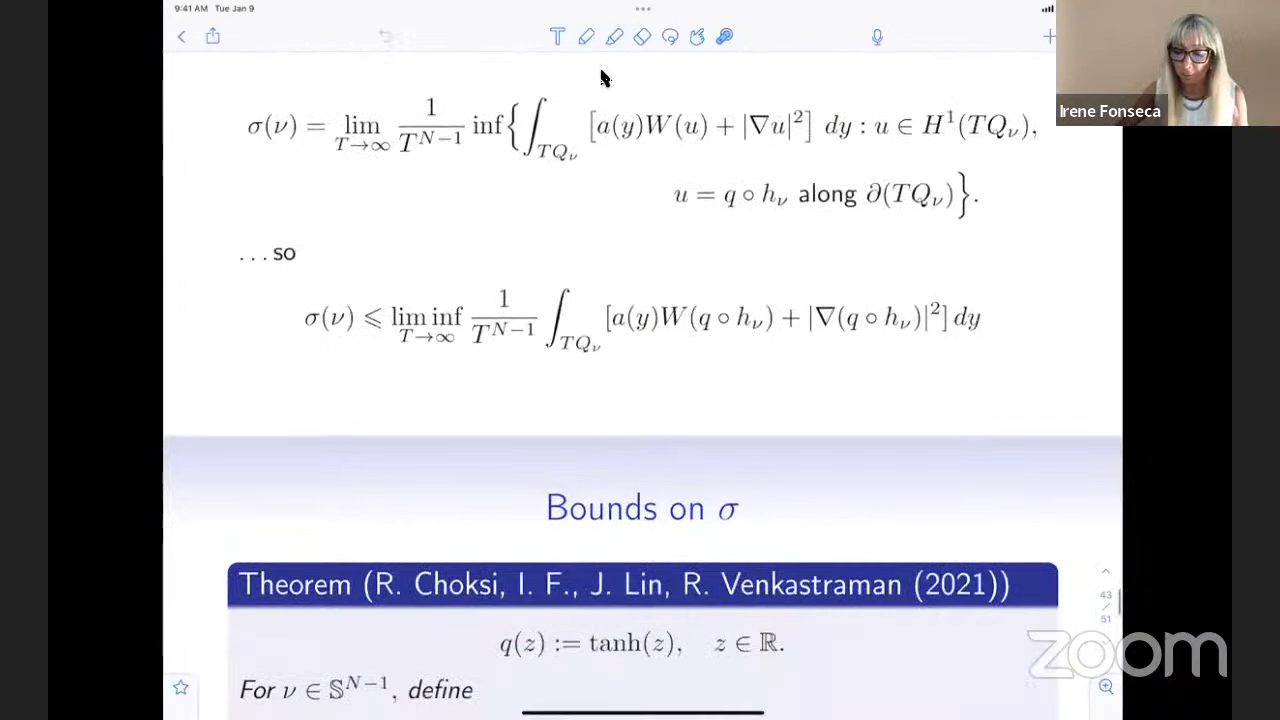 9:41 AM Tue Jan 9
Irene Fonseca
σ(ν) = lim_{T→∞} 1/T^{N−1} inf{∫_{TQ_ν} [a(y)W(u) + |∇u|²] dy : u ∈ H¹(TQ_ν),
u = q ∘ h_ν along ∂(TQ_ν)}.
. . . so
σ(ν) ⩽ lim inf_{T→∞} 1/T^{N−1} ∫_{TQ_ν} [a(y)W(q ∘ h_ν) + |∇(q ∘ h_ν)|²] dy
Bounds on σ
Theorem (R. Choksi, I. F., J. Lin, R. Venkastraman (2021))
q(z) := tanh(z), z ∈ ℝ.
For ν ∈ 𝕊^{N−1}, define
43
/
51
zoom